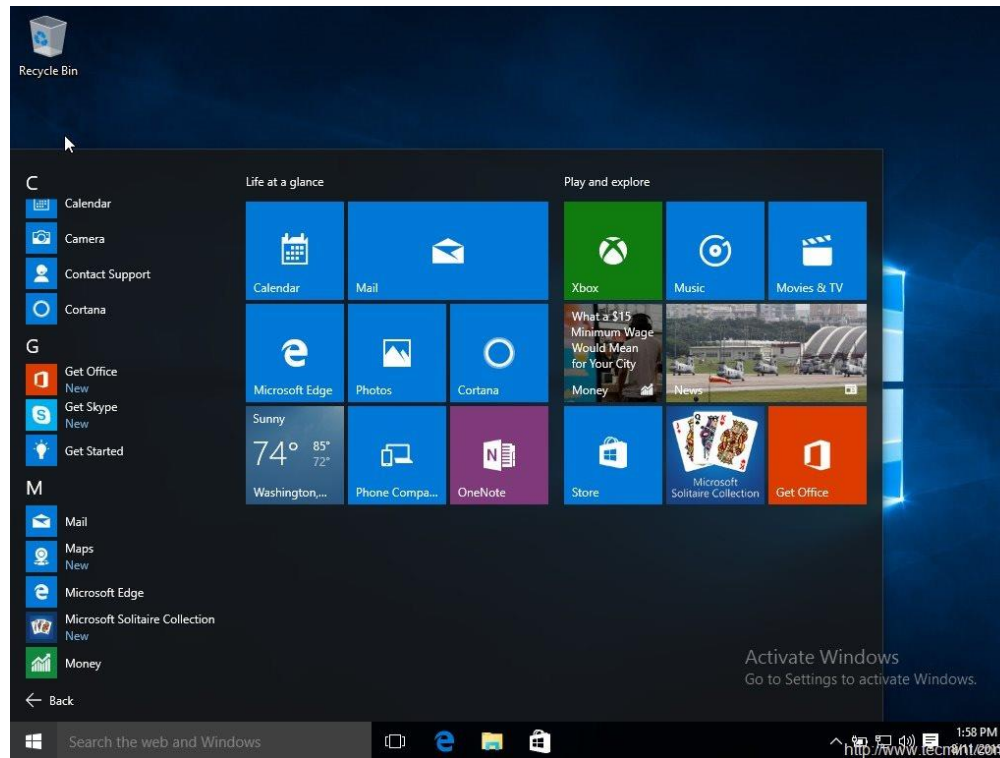 Recycle Bin
C
Calendar
Camera
Contact Support
Cortana
G
Get Office
New
Get Skype
New
Get Started
M
Mail
Maps
New
Microsoft Edge
Microsoft Solitaire Collection
New
Money
Back
Life at a glance
Calendar
Mail
Microsoft Edge
Photos
Cortana
Sunny
74° 85°
72°
Washington,...
Phone Compa...
OneNote
Play and explore
Xbox
Music
Movies & TV
What a $15
Minimum Wage
Would Mean
for Your City
Money
News
Store
Microsoft
Solitaire Collection
Get Office
Activate Windows
Go to Settings to activate Windows.
Search the web and Windows
1:58 PM